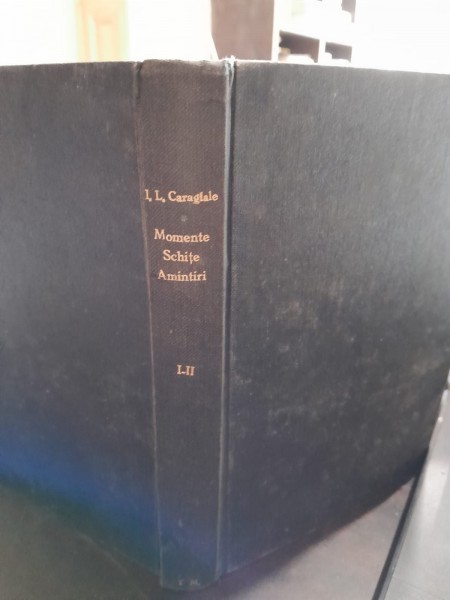 I. L. Caragiale
Momente
Schițe
Amintiri
I-II